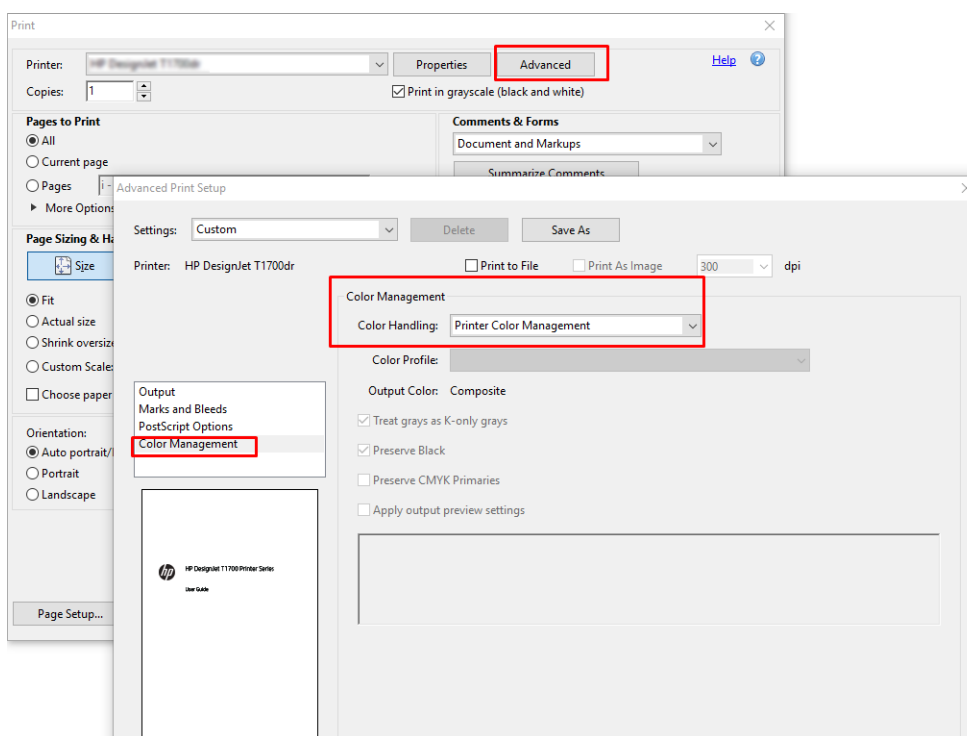 Print
Printer:
Properties
Advanced
Help
?
Copies:
1
Print in grayscale (black and white)
Pages to Print
All
Current page
Pages
i -
More Options
Comments & Forms
Document and Markups
Summarize Comments
Page Sizing & Ha
Size
Fit
Actual size
Shrink oversize
Custom Scale:
Choose paper
Orientation:
Auto portrait/l
Portrait
Landscape
Page Setup...
Advanced Print Setup
Settings:
Custom
Delete
Save As
Printer: HP DesignJet T1700dr
Print to File
Print As Image
300
dpi
Output
Marks and Bleeds
PostScript Options
Color Management
Color Management
Color Handling:
Printer Color Management
Color Profile:
Output Color: Composite
Treat grays as K-only grays
Preserve Black
Preserve CMYK Primaries
Apply output preview settings
hp
HP DesignJet T1700 Printer Series
User Guide